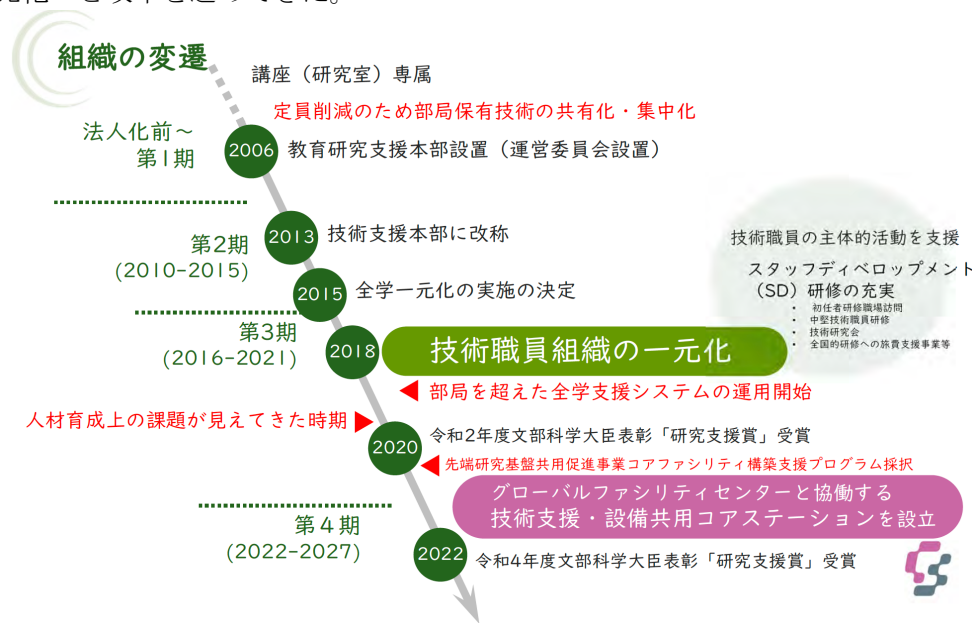 組織の変遷
講座（研究室）専属
定員削減のため部局保有技術の共有化・集中化
法人化前～
第1期
2006
教育研究支援本部設置（運営委員会設置）
2013
技術支援本部に改称
第2期
(2010-2015)
2015
全学一元化の実施の決定
技術職員の主体的活動を支援
スタッフディベロップメント
（SD）研修の充実
・ 初任者研修職場訪問
・ 中堅技術職員研修
・ 技術研究会
・ 全国的研修への旅費支援事業等
第3期
(2016-2021)
2018
技術職員組織の一元化
部局を超えた全学支援システムの運用開始
人材育成上の課題が見えてきた時期
2020
令和2年度文部科学大臣表彰「研究支援賞」受賞
先端研究基盤共用促進事業コアファシリティ構築支援プログラム採択
グローバルファシリティセンターと協働する
技術支援・設備共用コアステーションを設立
第4期
(2022-2027)
2022
令和4年度文部科学大臣表彰「研究支援賞」受賞